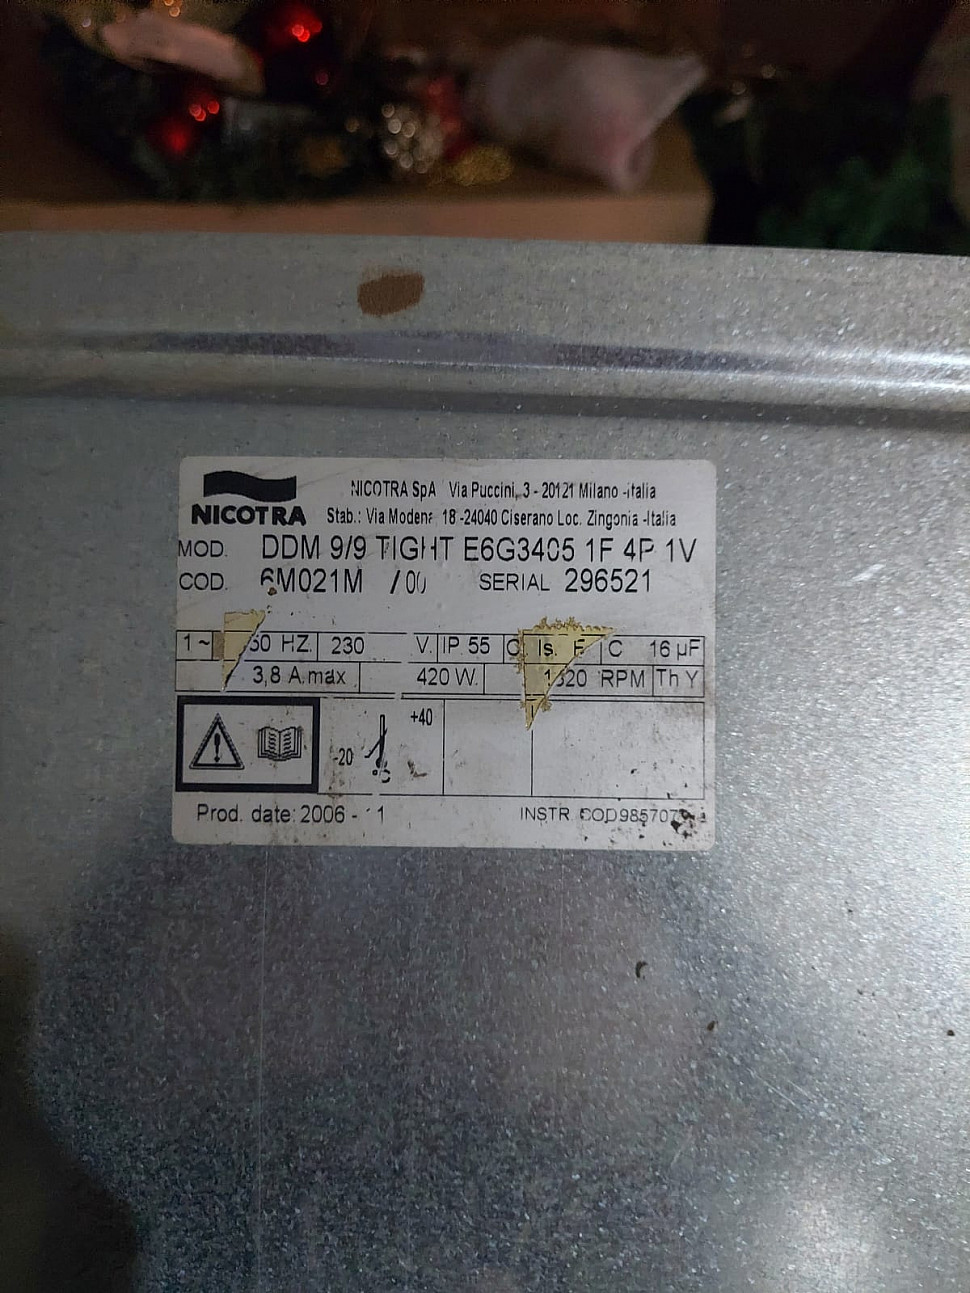 NICOTRA
NICOTRA SpA Via Puccini, 3 - 20121 Milano -Italia
Stab.: Via Modena 18 -24040 Ciserano Loc. Zingonia -Italia
MOD. DDM 9/9 TIGHT E6G3405 1F 4P 1V
COD. 6M021M /00 SERIAL 296521
1 ~ 50 HZ. 230 V. IP 55 Cl. Is. F C 16 µF
3,8 A.max 420 W. RPM Th Y
+40
-20
Prod. date: 2006 -
INSTR COD